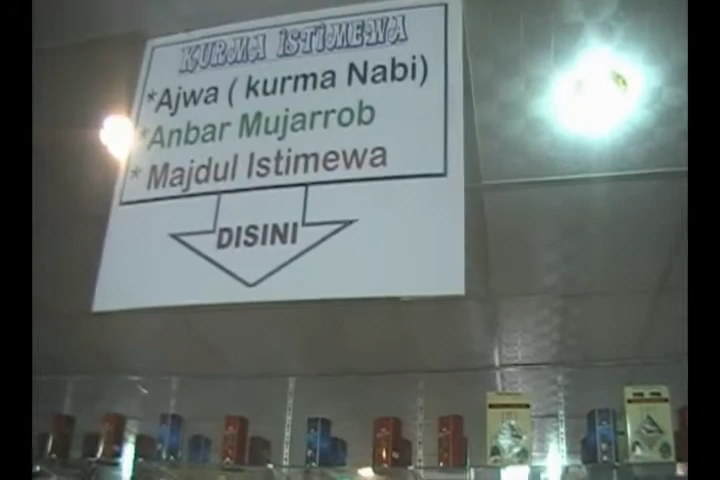 KURMA ISTIMEWA
*Ajwa ( kurma Nabi)
*Anbar Mujarrob
* Majdul Istimewa
DISINI